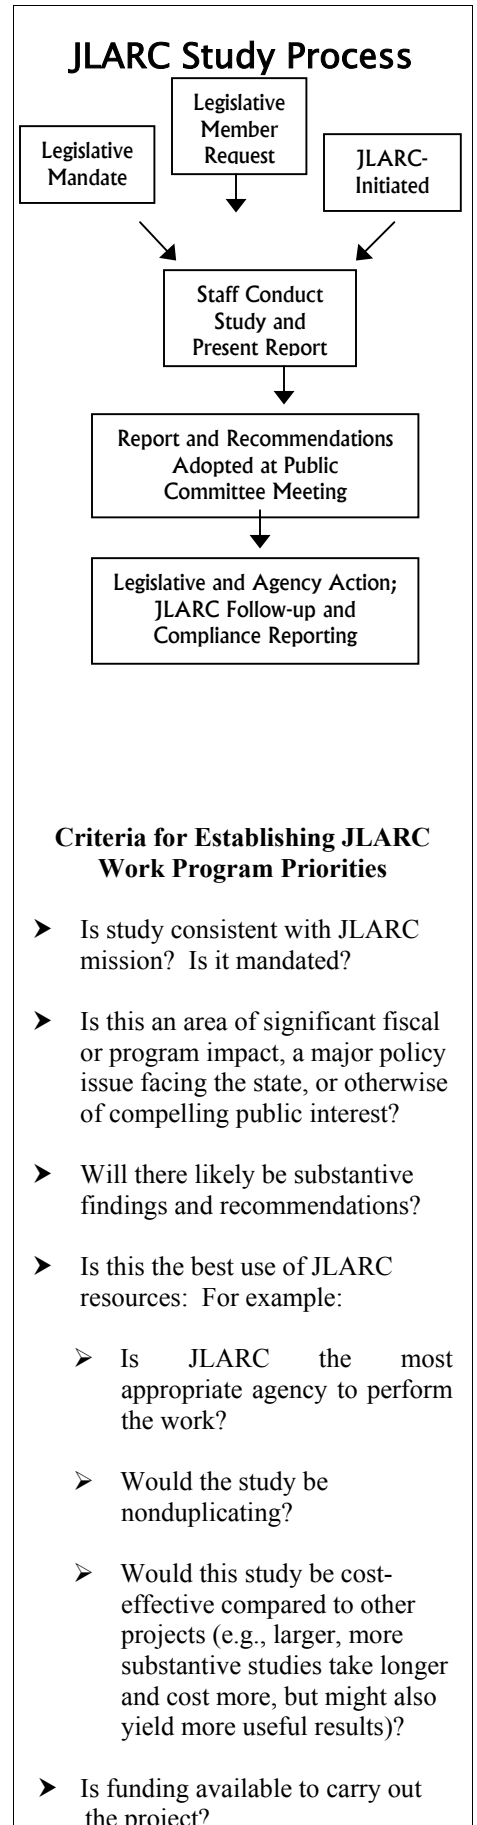 JLARC Study Process
Legislative
Member
Request
Legislative
Mandate
JLARC-
Initiated
Staff Conduct
Study and
Present Report
Report and Recommendations
Adopted at Public
Committee Meeting
Legislative and Agency Action;
JLARC Follow-up and
Compliance Reporting
Criteria for Establishing JLARC
Work Program Priorities
➤ Is study consistent with JLARC
mission?  Is it mandated?
➤ Is this an area of significant fiscal
or program impact, a major policy
issue facing the state, or otherwise
of compelling public interest?
➤ Will there likely be substantive
findings and recommendations?
➤ Is this the best use of JLARC
resources:  For example:
➢ Is JLARC the most
appropriate agency to perform
the work?
➢ Would the study be
nonduplicating?
➢ Would this study be cost-
effective compared to other
projects (e.g., larger, more
substantive studies take longer
and cost more, but might also
yield more useful results)?
➤ Is funding available to carry out
the project?